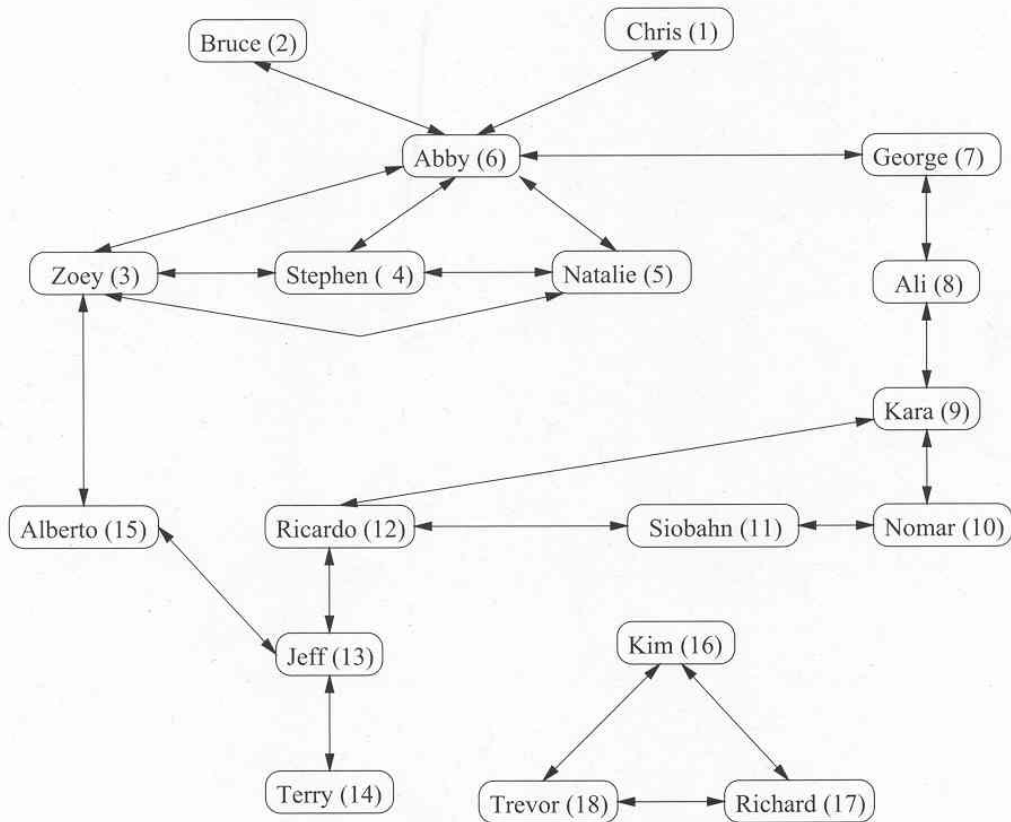 Bruce (2)
Chris (1)
Abby (6)
George (7)
Zoey (3)
Stephen ( 4)
Natalie (5)
Ali (8)
Kara (9)
Alberto (15)
Ricardo (12)
Siobahn (11)
Nomar (10)
Jeff (13)
Kim (16)
Terry (14)
Trevor (18)
Richard (17)